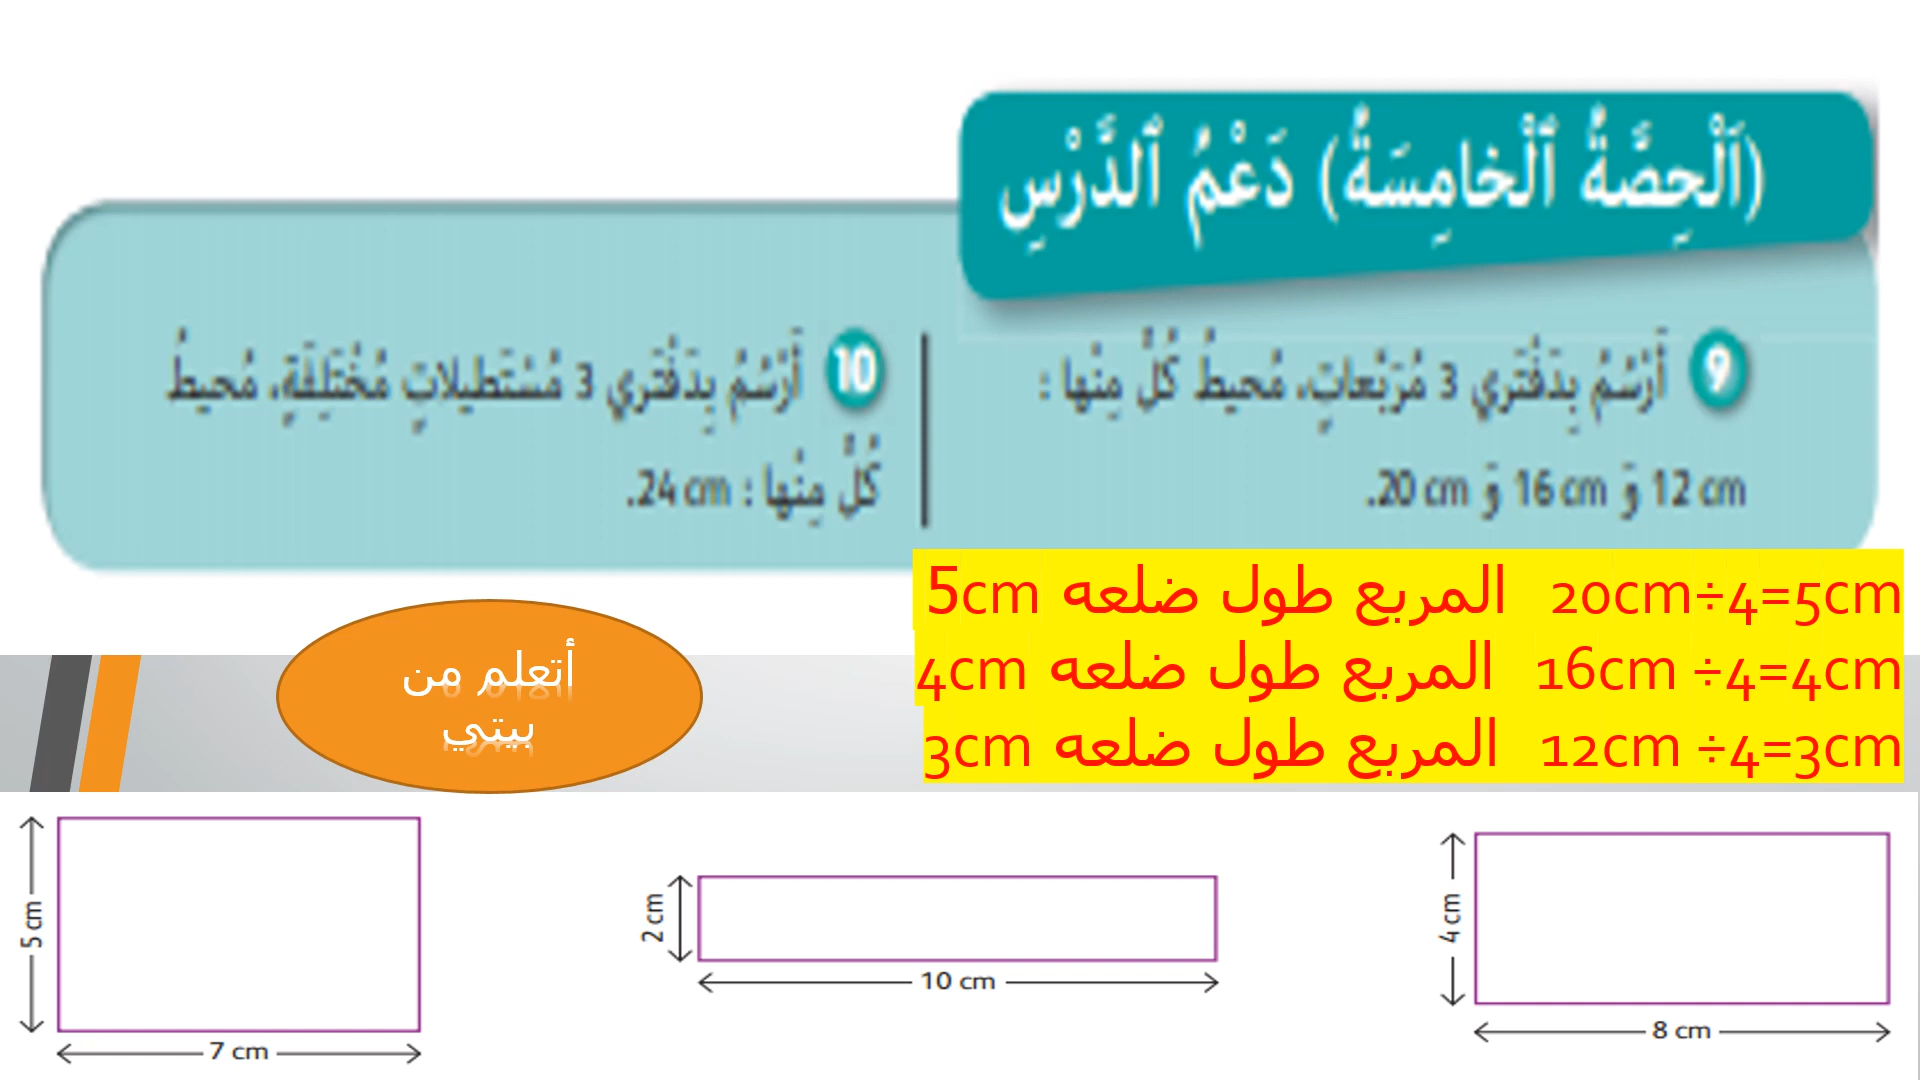 (اَلْحِصَّةُ ٱلْخامِسَةُ) دَعْمُ ٱلدَّرْسِ
9 أَرْسُمُ بِدَفْتَري 3 مُرَبَّعاتٍ، مُحيطُ كُلٍّ مِنْها :
12 cm وَ 16 cm وَ 20 cm.
10 أَرْسُمُ بِدَفْتَري 3 مُسْتَطيلاتٍ مُخْتَلِفَةٍ، مُحيطُ
كُلٍّ مِنْها : 24 cm.
20cm÷4=5cm المربع طول ضلعه 5cm
16cm ÷4=4cm المربع طول ضلعه 4cm
12cm ÷4=3cm المربع طول ضلعه 3cm
أتعلم من
بيتي
4 cm
8 cm
2 cm
10 cm
5 cm
7 cm